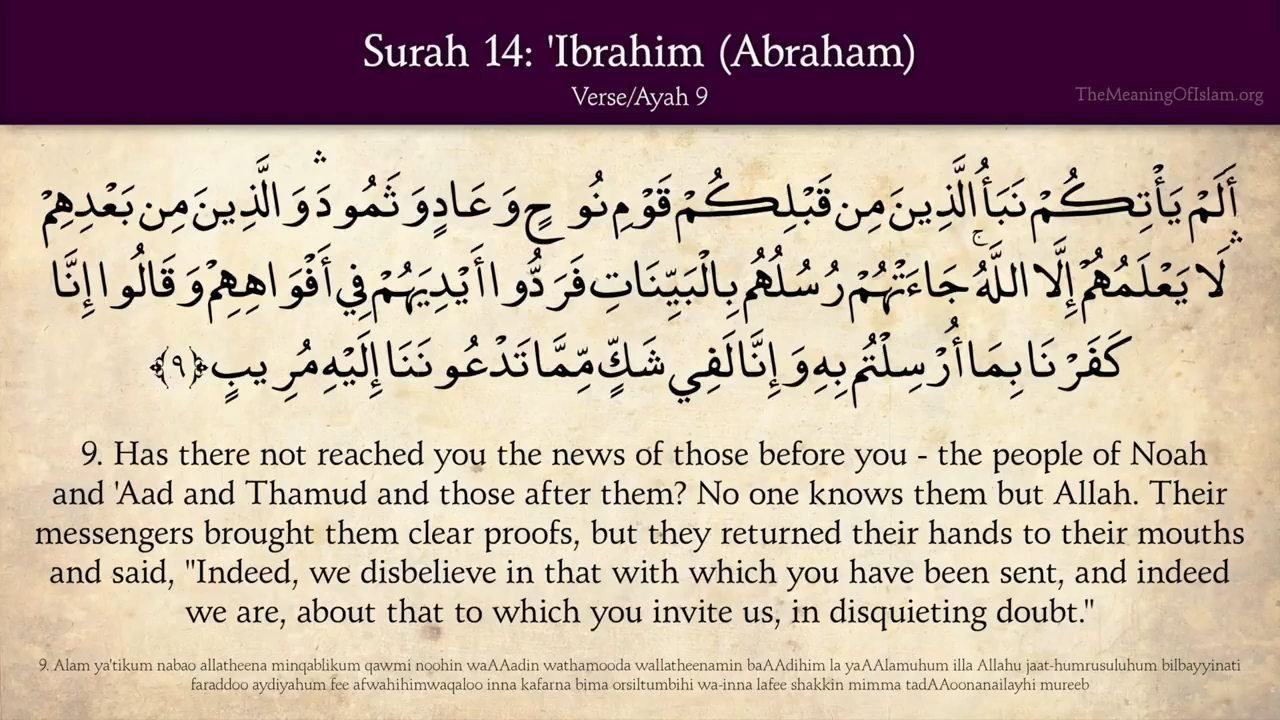 Surah 14: 'Ibrahim (Abraham)
Verse/Ayah 9
TheMeaningOfIslam.org
أَلَمْ يَأْتِكُمْ نَبَأُ الَّذِينَ مِن قَبْلِكُمْ قَوْمِ نُوحٍ وَعَادٍ وَثَمُودَ ۛ وَالَّذِينَ مِن بَعْدِهِمْ ۛ
لَا يَعْلَمُهُمْ إِلَّا اللَّهُ ۚ جَاءَتْهُمْ رُسُلُهُم بِالْبَيِّنَاتِ فَرَدُّوا أَيْدِيَهُمْ فِي أَفْوَاهِهِمْ وَقَالُوا إِنَّا
كَفَرْنَا بِمَا أُرْسِلْتُم بِهِ وَإِنَّا لَفِي شَكٍّ مِّمَّا تَدْعُونَنَا إِلَيْهِ مُرِيبٍ ﴿٩﴾
9. Has there not reached you the news of those before you - the people of Noah
and 'Aad and Thamud and those after them? No one knows them but Allah. Their
messengers brought them clear proofs, but they returned their hands to their mouths
and said, "Indeed, we disbelieve in that with which you have been sent, and indeed
we are, about that to which you invite us, in disquieting doubt."
9. Alam ya'tikum nabao allatheena minqablikum qawmi noohin waAAadin wathamooda wallatheenamin baAAdihim la yaAAlamuhum illa Allahu jaat-humrusuluhum bilbayyinati
faraddoo aydiyahum fee afwahihimwaqaloo inna kafarna bima orsiltumbihi wa-inna lafee shakkin mimma tadAAoonanailayhi mureeb